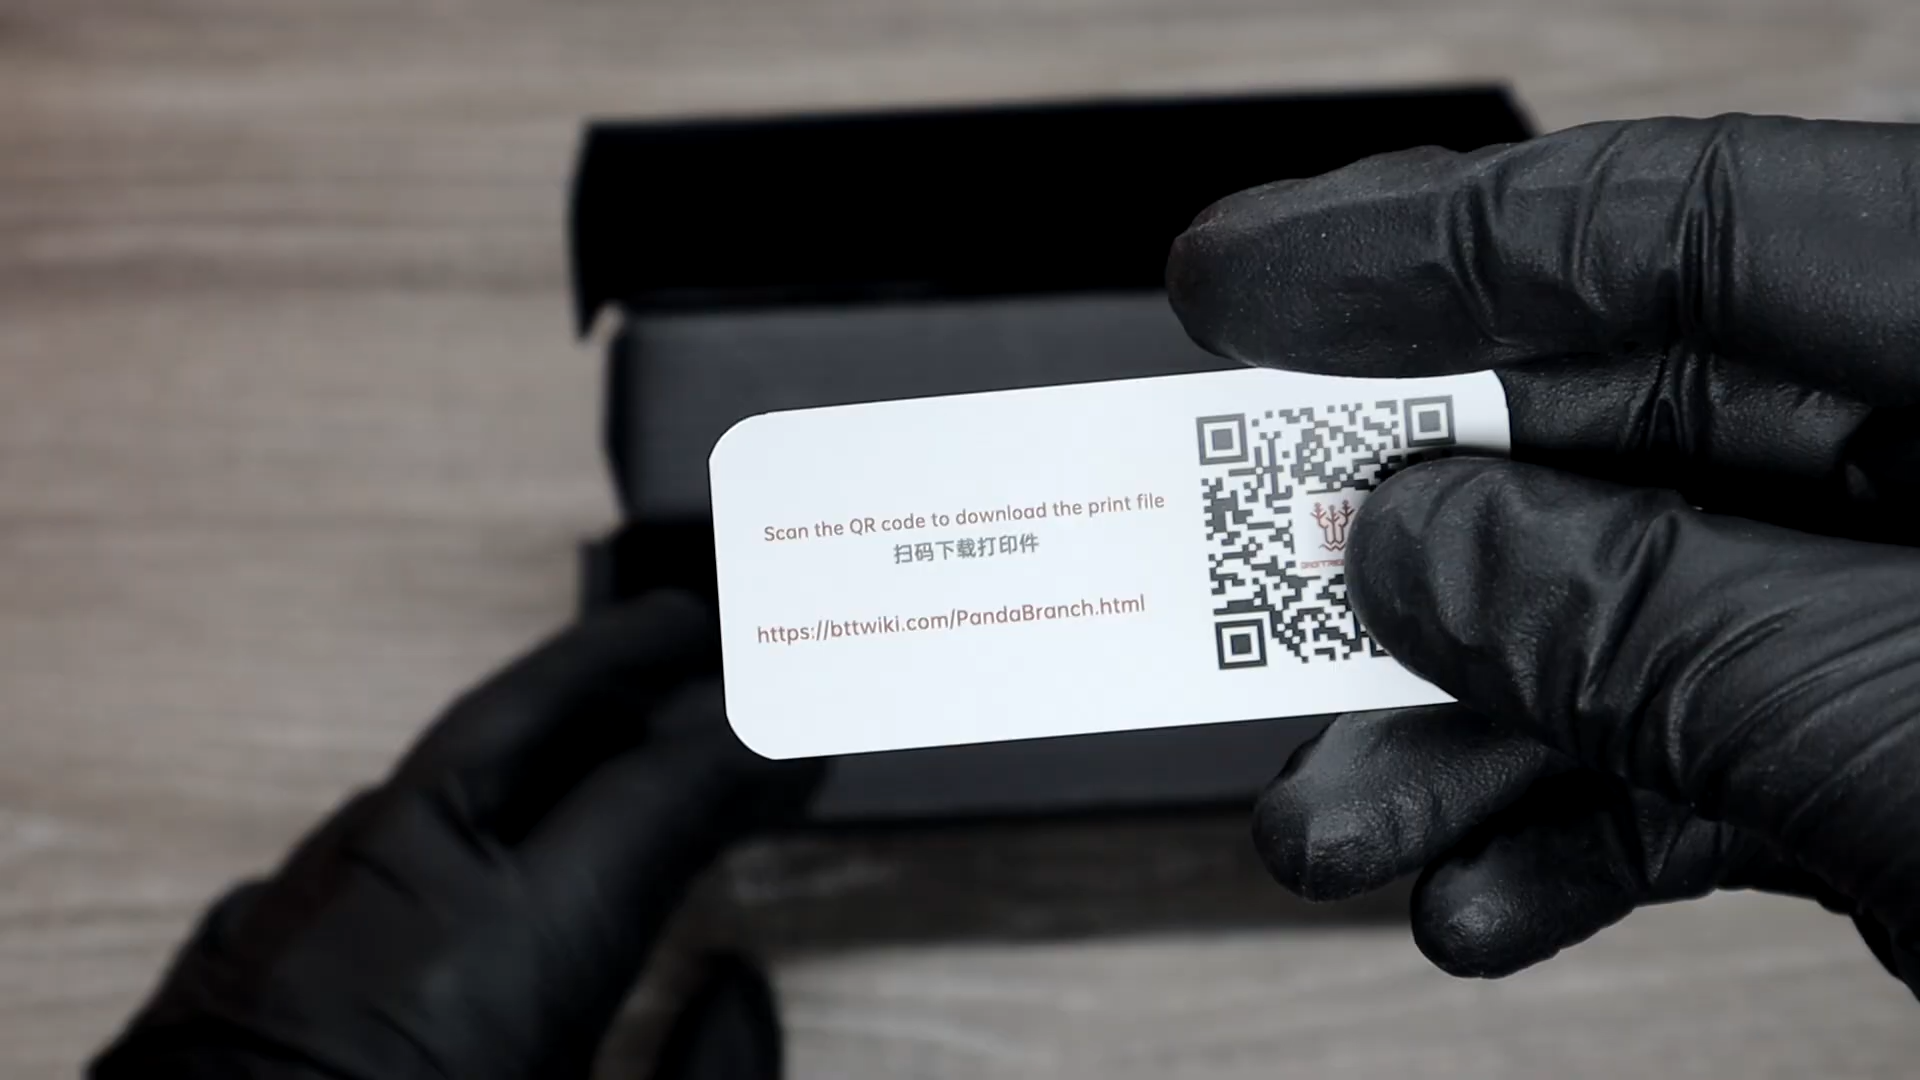 Scan the QR code to download the print file
扫码下载打印件
https://bttwiki.com/PandaBranch.html